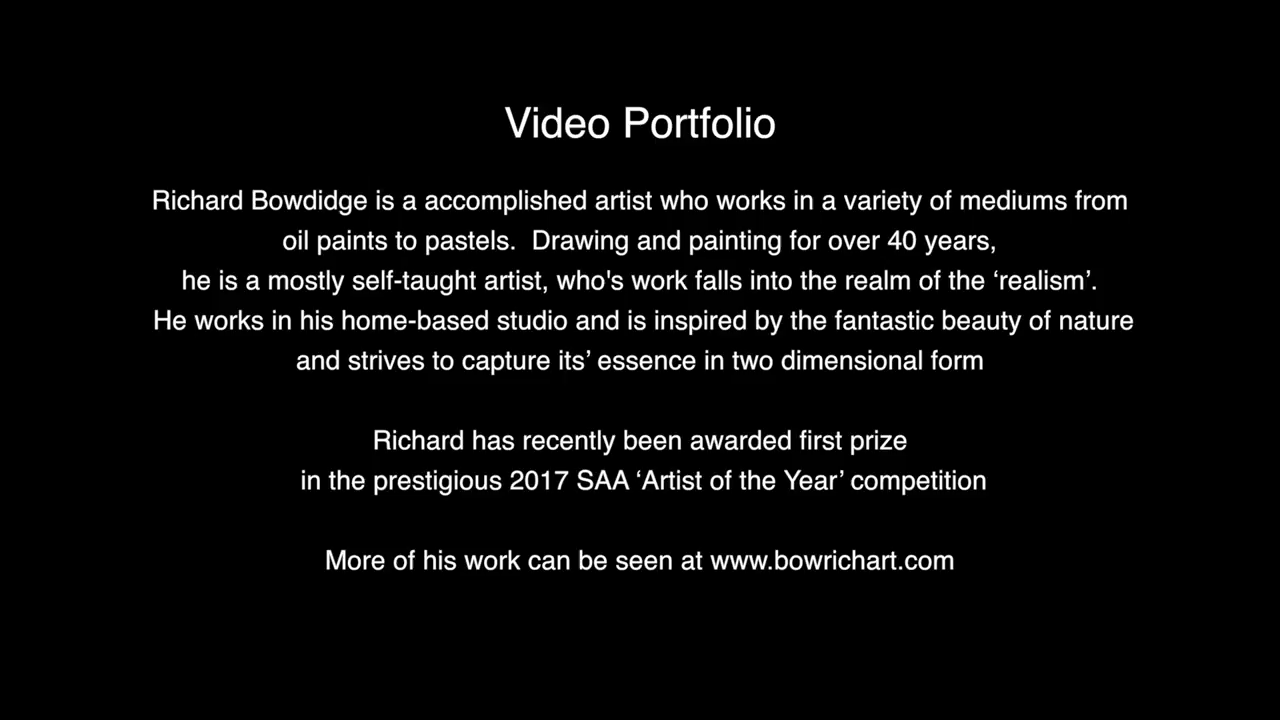 Video Portfolio
Richard Bowdidge is a accomplished artist who works in a variety of mediums from
oil paints to pastels.  Drawing and painting for over 40 years,
he is a mostly self-taught artist, who's work falls into the realm of the ‘realism’.
He works in his home-based studio and is inspired by the fantastic beauty of nature
and strives to capture its’ essence in two dimensional form
Richard has recently been awarded first prize
in the prestigious 2017 SAA ‘Artist of the Year’ competition
More of his work can be seen at www.bowrichart.com